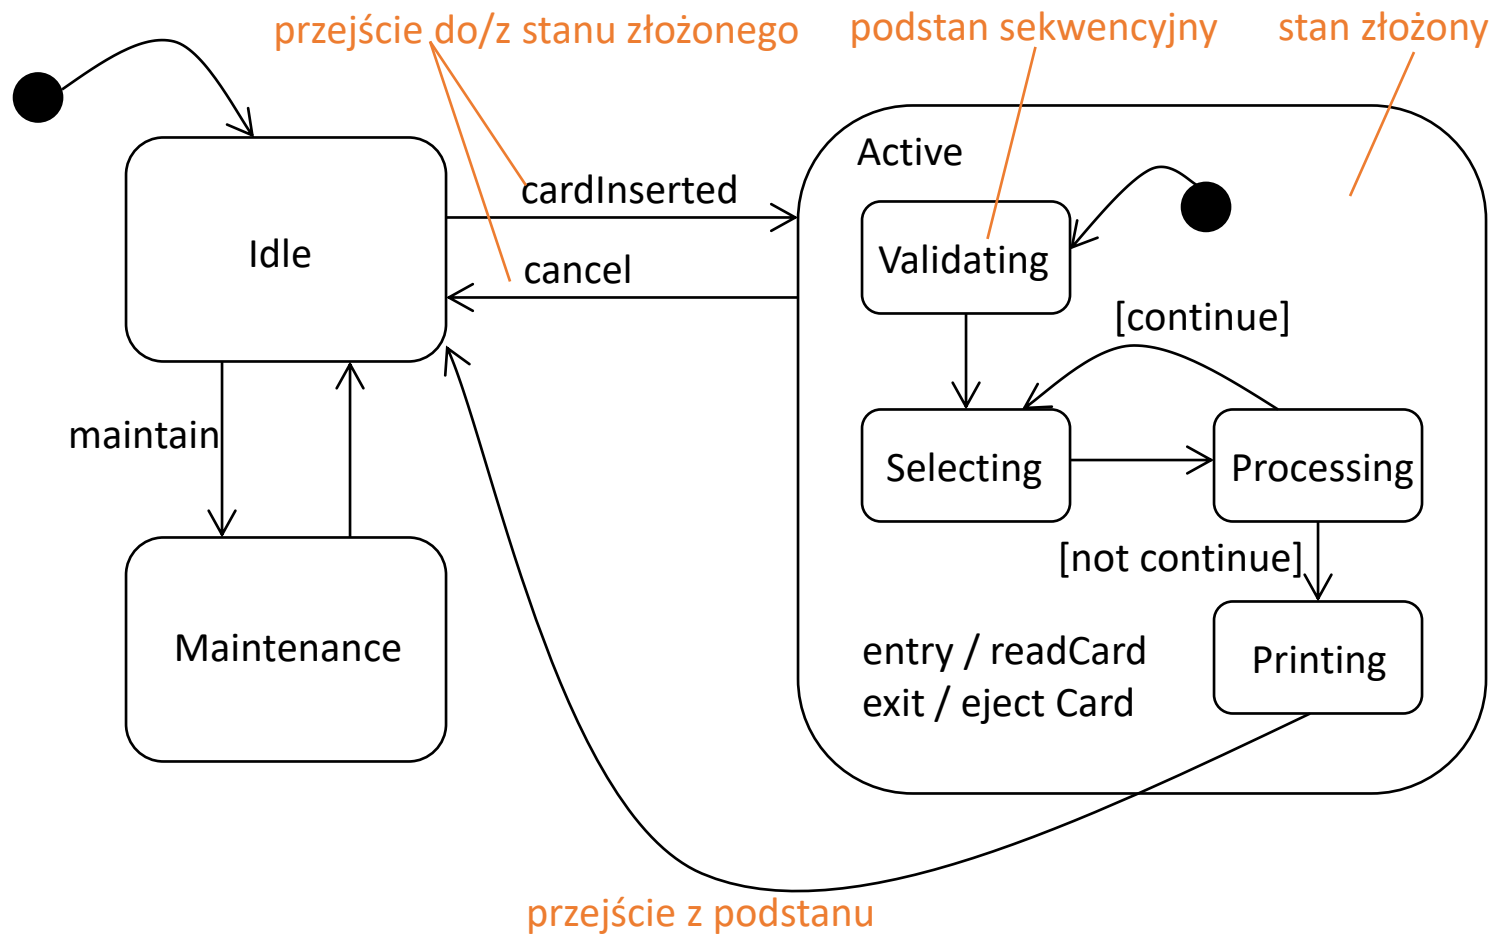 przejście do/z stanu złożonego
podstan sekwencyjny
stan złożony
Active
cardInserted
Idle
cancel
Validating
[continue]
maintain
Selecting
Processing
[not continue]
Maintenance
entry / readCard
exit / eject Card
Printing
przejście z podstanu